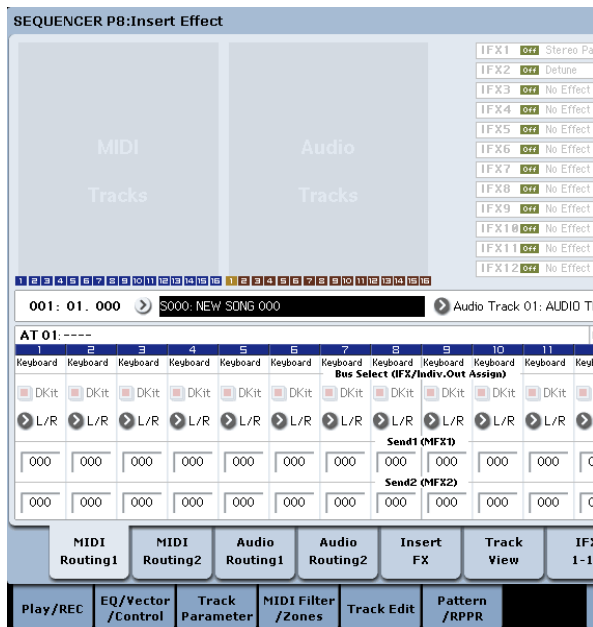 SEQUENCER P8:Insert Effect
MIDI Tracks
Audio Tracks
IFX1 Off Stereo Pa
IFX2 Off Detune
IFX3 Off No Effect
IFX4 Off No Effect
IFX5 Off No Effect
IFX6 Off No Effect
IFX7 Off No Effect
IFX8 Off No Effect
IFX9 Off No Effect
IFX10 Off No Effect
IFX11 Off No Effect
IFX12 Off No Effect
1 2 3 4 5 6 7 8 9 10 11 12 13 14 15 16 1 2 3 4 5 6 7 8 9 10 11 12 13 14 15 16
001: 01. 000 S000: NEW SONG 000 Audio Track 01: AUDIO T
AT 01:----
1 2 3 4 5 6 7 8 9 10 11
Keyboard Keyboard Keyboard Keyboard Keyboard Keyboard Keyboard Keyboard Keyboard Keyboard Keyboard Key
Bus Select (IFX/Indiv.Out Assign)
DKit DKit DKit DKit DKit DKit DKit DKit DKit DKit DKit
L/R L/R L/R L/R L/R L/R L/R L/R L/R L/R L/R
Send1 (MFX1)
000 000 000 000 000 000 000 000 000 000 000
Send2 (MFX2)
000 000 000 000 000 000 000 000 000 000 000
MIDI Routing1 MIDI Routing2 Audio Routing1 Audio Routing2 Insert FX Track View IFX 1-1
Play/REC EQ/Vector /Control Track Parameter MIDI Filter /Zones Track Edit Pattern /RPPR